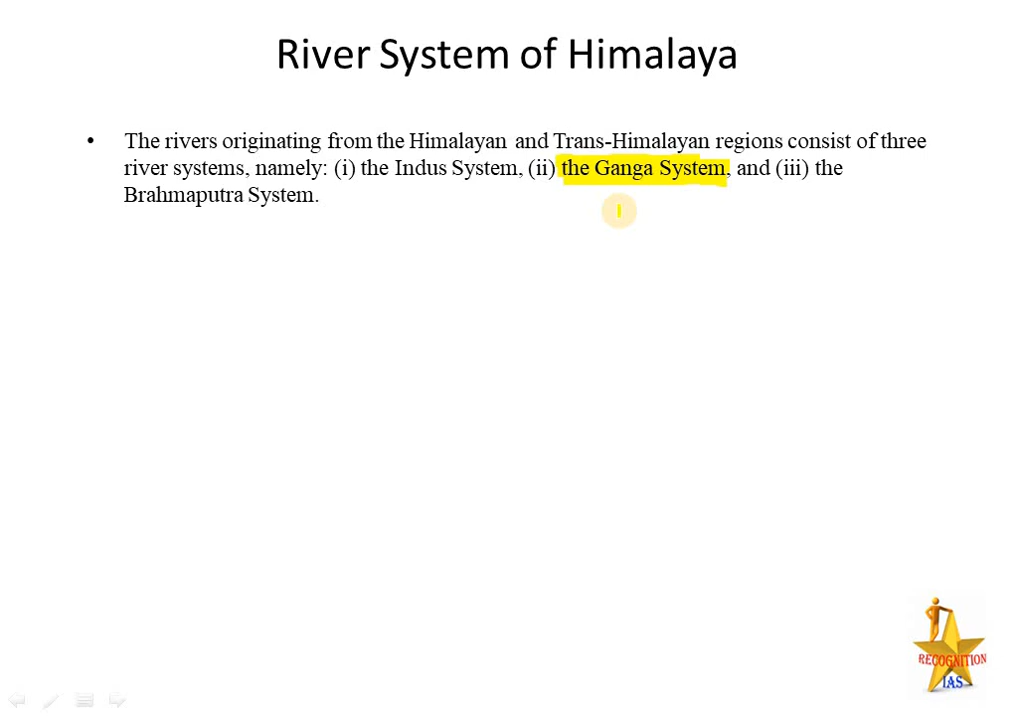 River System of Himalaya
• The rivers originating from the Himalayan and Trans-Himalayan regions consist of three
river systems, namely: (i) the Indus System, (ii) the Ganga System, and (iii) the
Brahmaputra System.
RECOGNITION
IAS